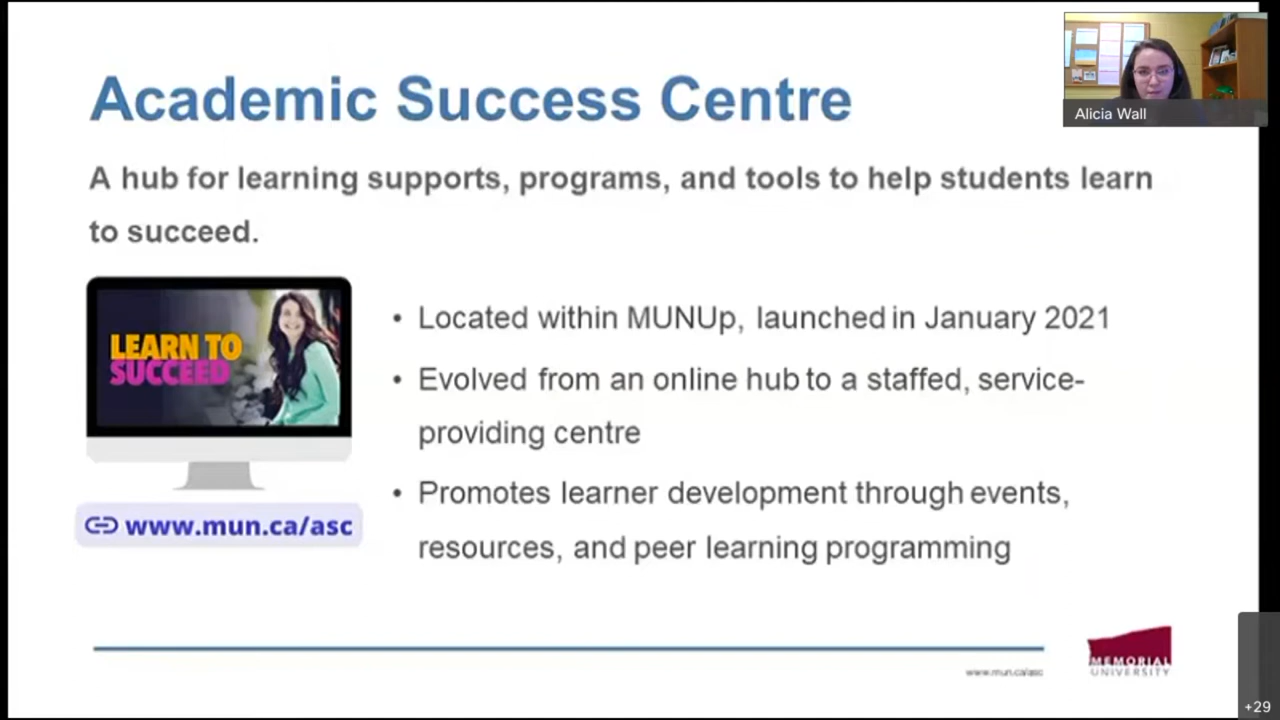 Academic Success Centre
Alicia Wall
A hub for learning supports, programs, and tools to help students learn
to succeed.
LEARN TO
SUCCEED
• Located within MUNUp, launched in January 2021
• Evolved from an online hub to a staffed, service-
providing centre
• Promotes learner development through events,
resources, and peer learning programming
www.mun.ca/asc
www.mun.ca/asc
MEMORIAL
UNIVERSITY
+29